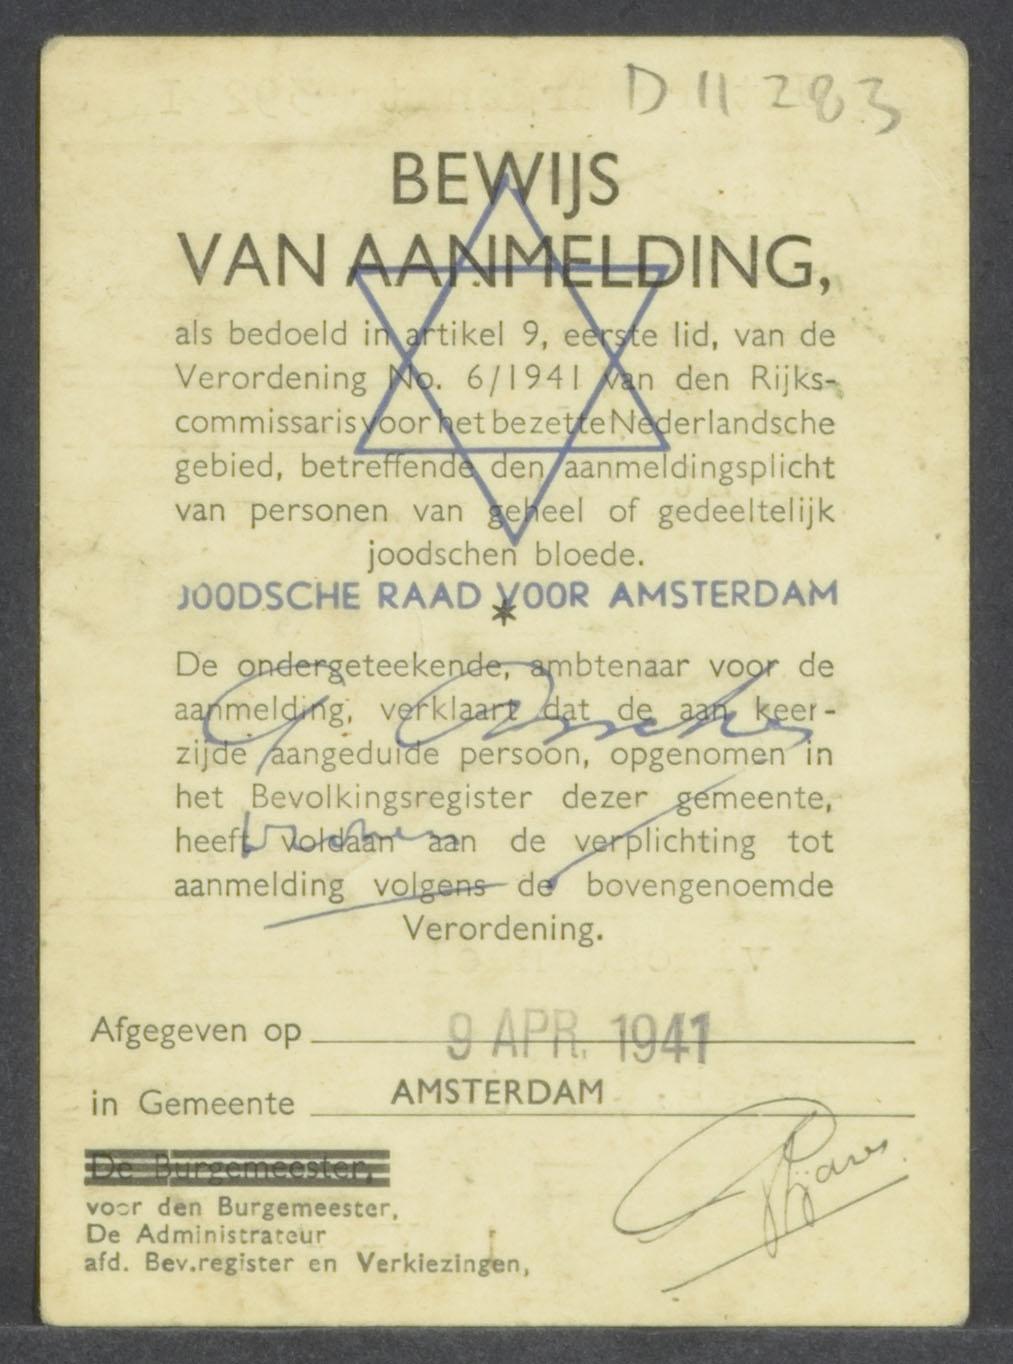 D 11 283
BEWIJS
VAN AANMELDING,
als bedoeld in artikel 9, eerste lid, van de
Verordening No. 6/1941 van den Rijks-
commissaris voor het bezette Nederlandsche
gebied, betreffende den aanmeldingsplicht
van personen van geheel of gedeeltelijk
joodschen bloede.
JOODSCHE RAAD VOOR AMSTERDAM
*
De ondergeteekende, ambtenaar voor de
aanmelding, verklaart dat de aan keer-
zijde aangeduide persoon, opgenomen in
het Bevolkingsregister dezer gemeente,
heeft voldaan aan de verplichting tot
aanmelding volgens de bovengenoemde
Verordening.
Afgegeven op 9 APR. 1941
in Gemeente AMSTERDAM
De Burgemeester,
voor den Burgemeester,
De Administrateur
afd. Bev.register en Verkiezingen,